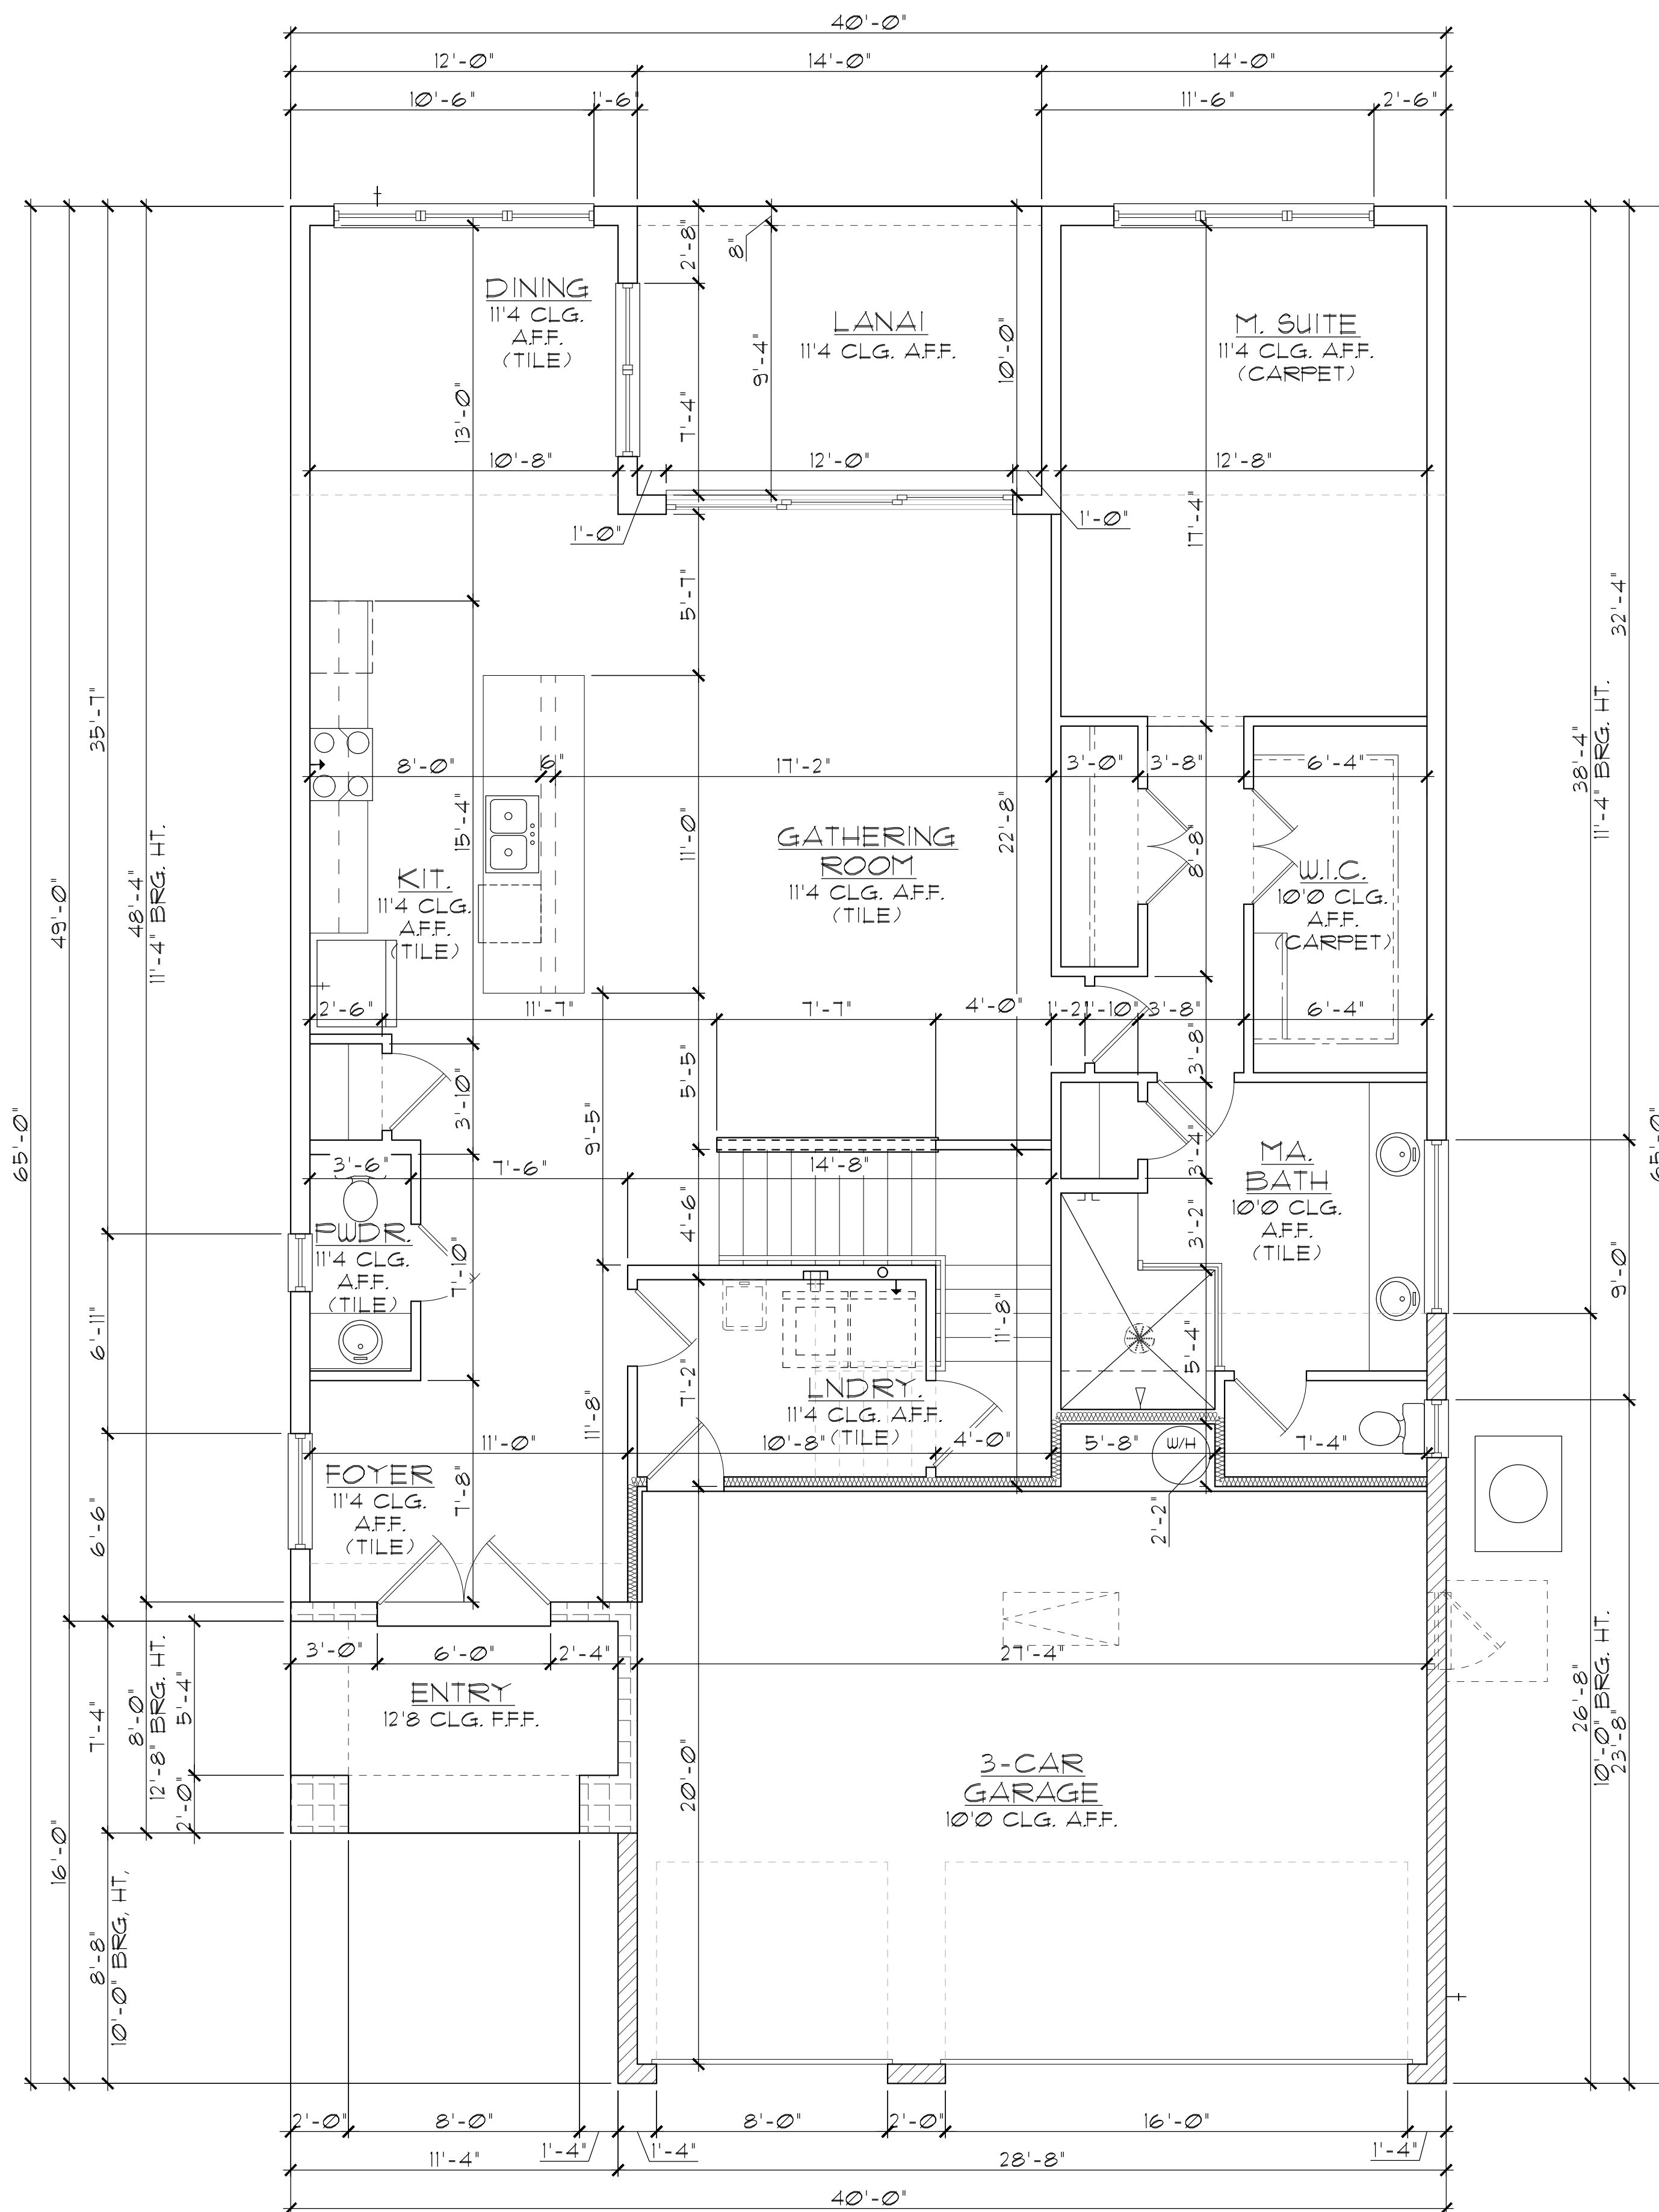 40'-0"
12'-0" 14'-0" 14'-0"
10'-6" 1'-6" 11'-6" 2'-6"
DINING
11'4 CLG.
A.F.F.
(TILE)
LANAI
11'4 CLG. A.F.F.
M. SUITE
11'4 CLG. A.F.F.
(CARPET)
2'-8"
8"
9'-4"
10'-0"
7'-4"
13'-0"
10'-8" 12'-0" 12'-8"
1'-0" 1'-0"
17'-4"
5'-7"
32'-4"
38'-4"
11'-4" BRG. HT.
35'-7"
8'-0" 6" 17'-2" 3'-0" 3'-8" 6'-4"
15'-4"
11'-0"
22'-8"
8'-8"
GATHERING
ROOM
11'4 CLG. A.F.F.
(TILE)
KIT.
11'4 CLG.
A.F.F.
(TILE)
W.I.C.
10'0 CLG.
A.F.F.
(CARPET)
49'-0"
48'-4"
11'-4" BRG. HT.
2'-6" 11'-7" 7'-7" 4'-0" 1'-2" 1'-10" 3'-8" 6'-4"
3'-8"
3'-10"
5'-5"
9'-5"
65'-0"
65'-0"
3'-4"
MA.
BATH
10'0 CLG.
A.F.F.
(TILE)
3'-6" 7'-6" 14'-8"
4'-6"
3'-2"
PWDR.
11'4 CLG.
A.F.F.
(TILE)
7'-10"
9'-0"
6'-11"
11'-8"
5'-4"
7'-2"
11'-8"
LNDRY.
11'4 CLG. A.F.F.
(TILE)
11'-0" 10'-8" 4'-0" 5'-8" W/H 7'-4"
FOYER
11'4 CLG.
A.F.F.
(TILE)
7'-8"
6'-6"
2'-2"
3'-0" 6'-0" 2'-4" 27'-4"
ENTRY
12'8 CLG. F.F.F.
5'-4"
2'-0"
7'-4"
8'-0"
12'-8" BRG. HT.
26'-8"
10'-0" BRG. HT.
23'-8"
20'-0"
3-CAR
GARAGE
10'0 CLG. A.F.F.
16'-0"
8'-8"
10'-0" BRG. HT.
2'-0" 8'-0" 8'-0" 2'-0" 16'-0"
1'-4" 1'-4" 1'-4"
11'-4" 28'-8"
40'-0"